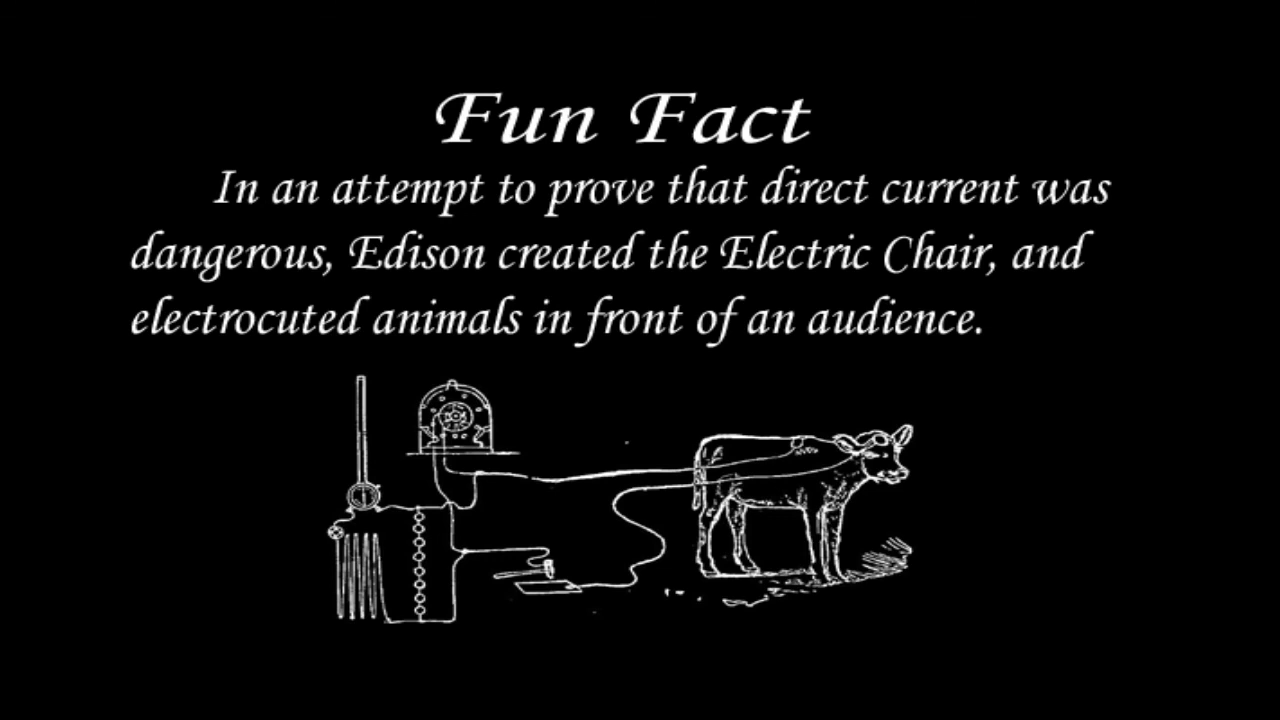 Fun Fact
In an attempt to prove that direct current was
dangerous, Edison created the Electric Chair, and
electrocuted animals in front of an audience.